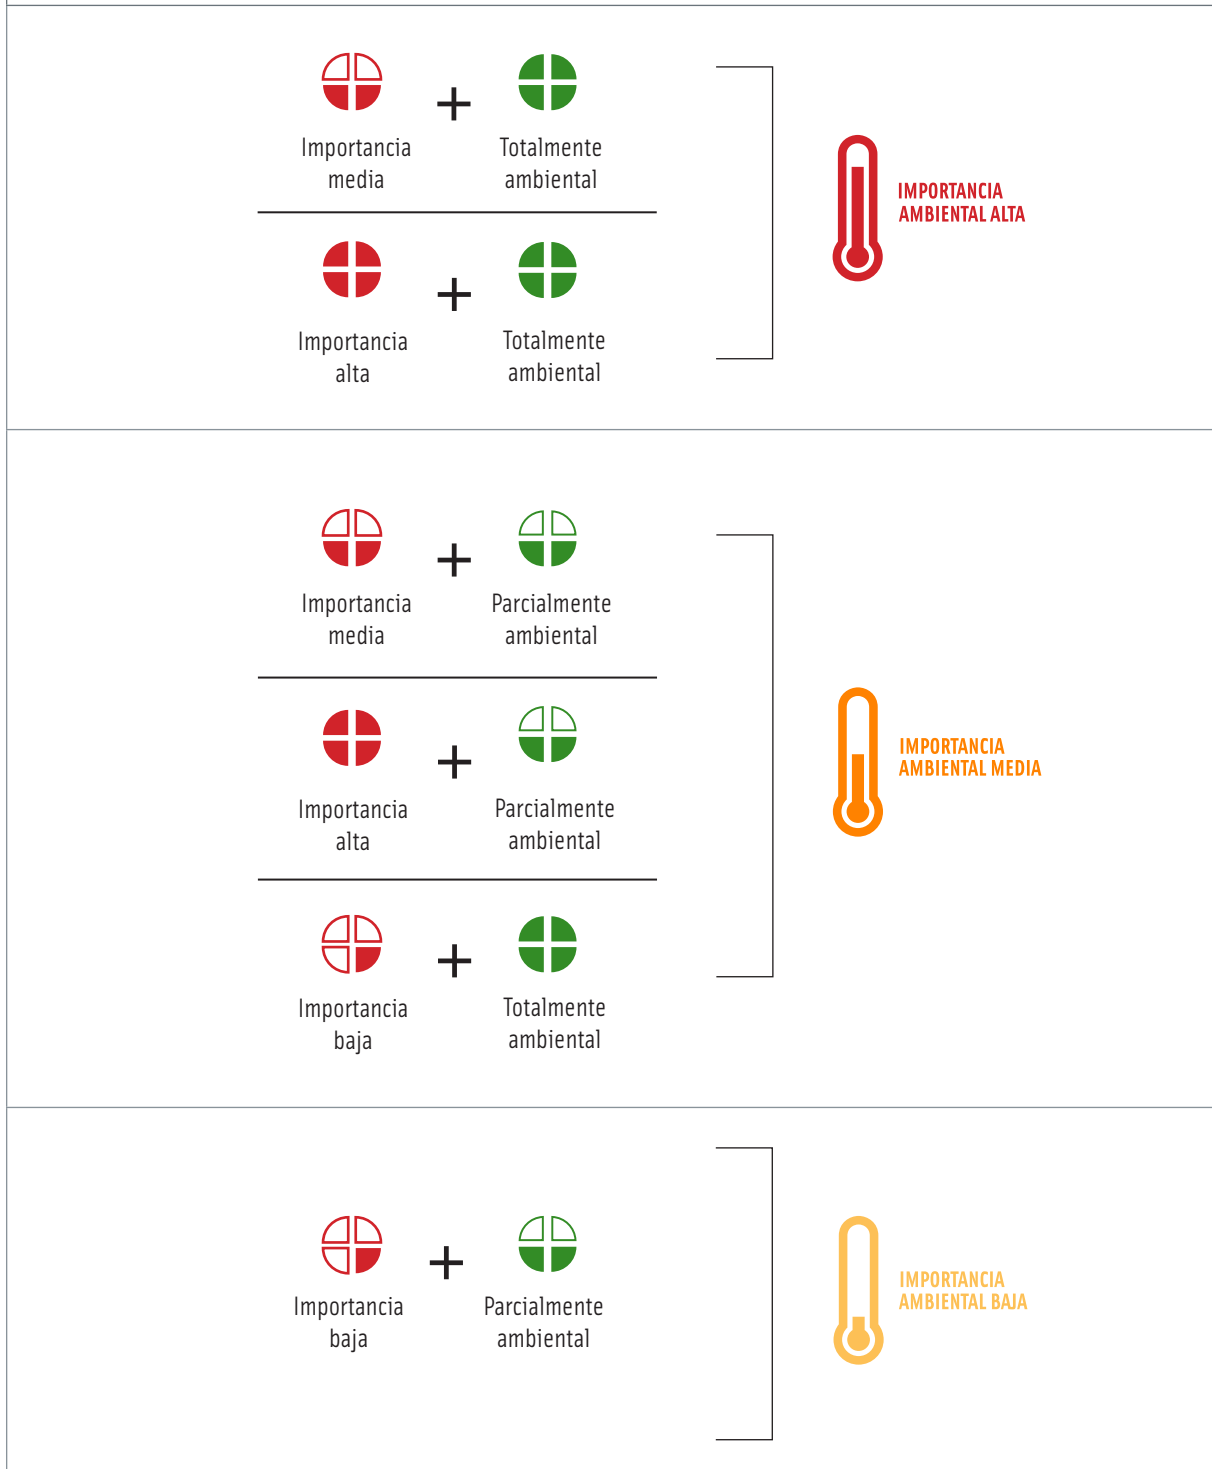 Importancia
media
+
Totalmente
ambiental
Importancia
alta
+
Totalmente
ambiental
IMPORTANCIA
AMBIENTAL ALTA
Importancia
media
+
Parcialmente
ambiental
Importancia
alta
+
Parcialmente
ambiental
Importancia
baja
+
Totalmente
ambiental
IMPORTANCIA
AMBIENTAL MEDIA
Importancia
baja
+
Parcialmente
ambiental
IMPORTANCIA
AMBIENTAL BAJA